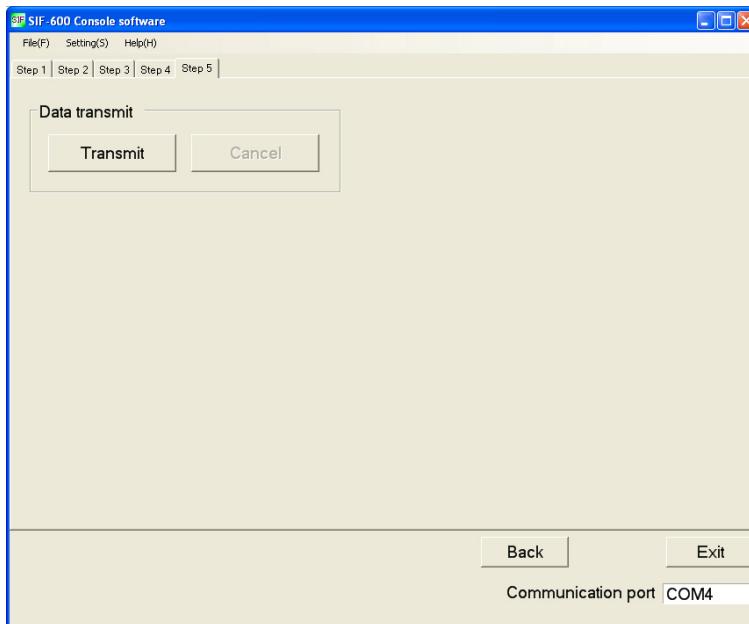 SIF SIF-600 Console software
File(F) Setting(S) Help(H)
Step 1 Step 2 Step 3 Step 4 Step 5
Data transmit
Transmit Cancel
Back Exit
Communication port COM4